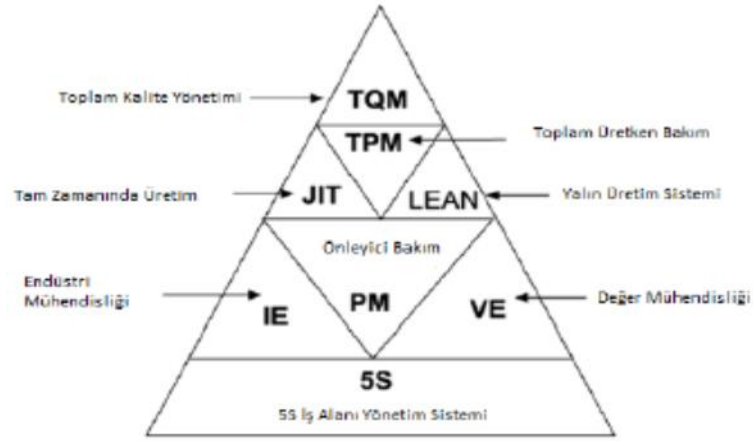 Toplam Kalite Yönetimi
TQM
TPM
Toplam Üretken Bakım
Tam Zamanında Üretim
JIT
LEAN
Yalın Üretim Sistemi
Önleyici Bakım
Endüstri
Mühendisliği
IE
PM
VE
Değer Mühendisliği
5S
5S İş Alanı Yönetim Sistemi